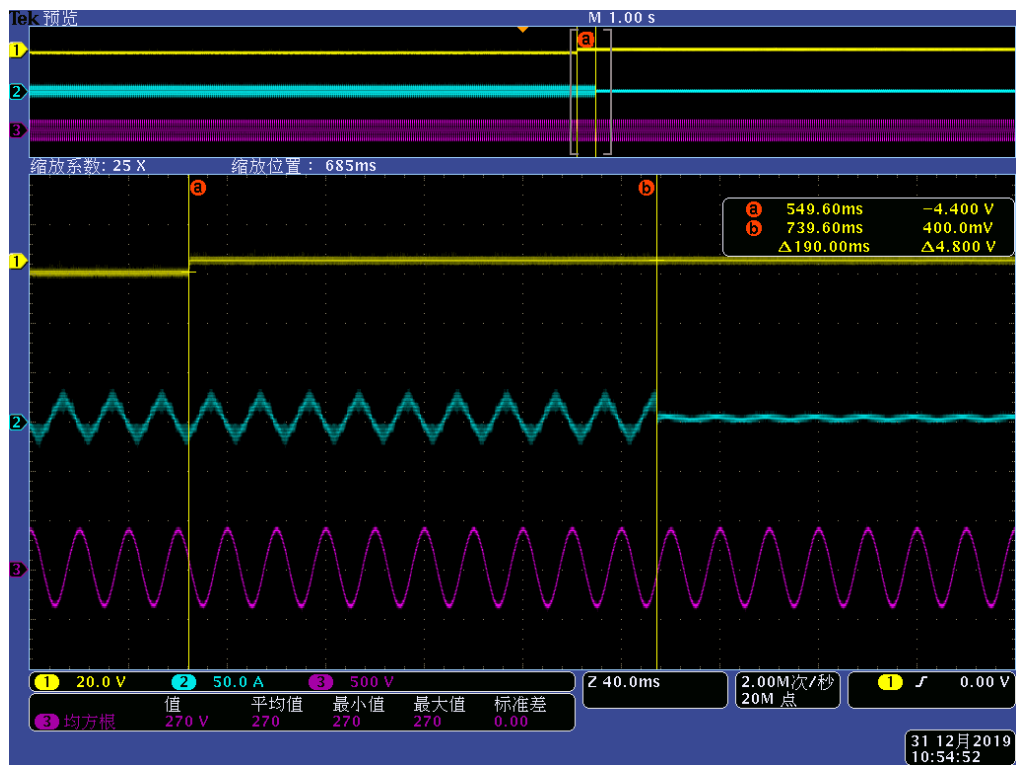 Tek 预览 M 1.00 s
1
a
2
3
缩放系数: 25 X 缩放位置: 685ms
a b
a 549.60ms −4.400 V
b 739.60ms 400.0mV
Δ190.00ms Δ4.800 V
1
2
3
1 20.0 V 2 50.0 A 3 500 V
Z 40.0ms
2.00M次/秒
20M 点
1 ʃ 0.00 V
值 平均值 最小值 最大值 标准差
3 均方根 270 V 270 270 270 0.00
31 12月2019
10:54:52